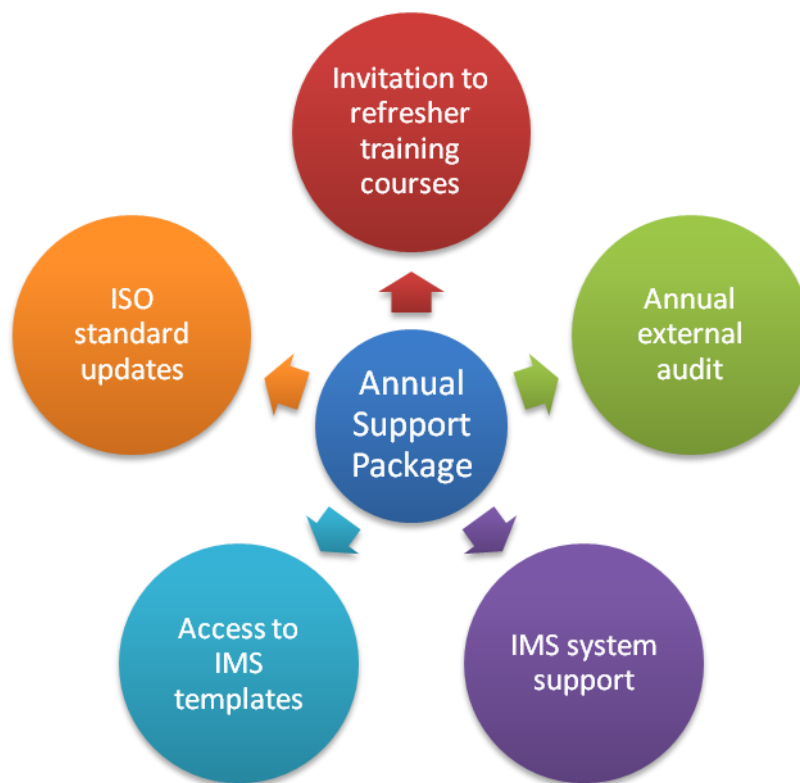 Invitation to
refresher
training
courses
ISO
standard
updates
Annual
external
audit
Annual
Support
Package
Access to
IMS
templates
IMS system
support